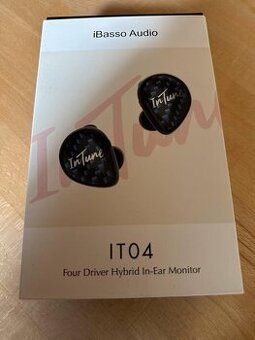 iBasso Audio
InTune
InTune
InTune
IT04
Four Driver Hybrid In-Ear Monitor